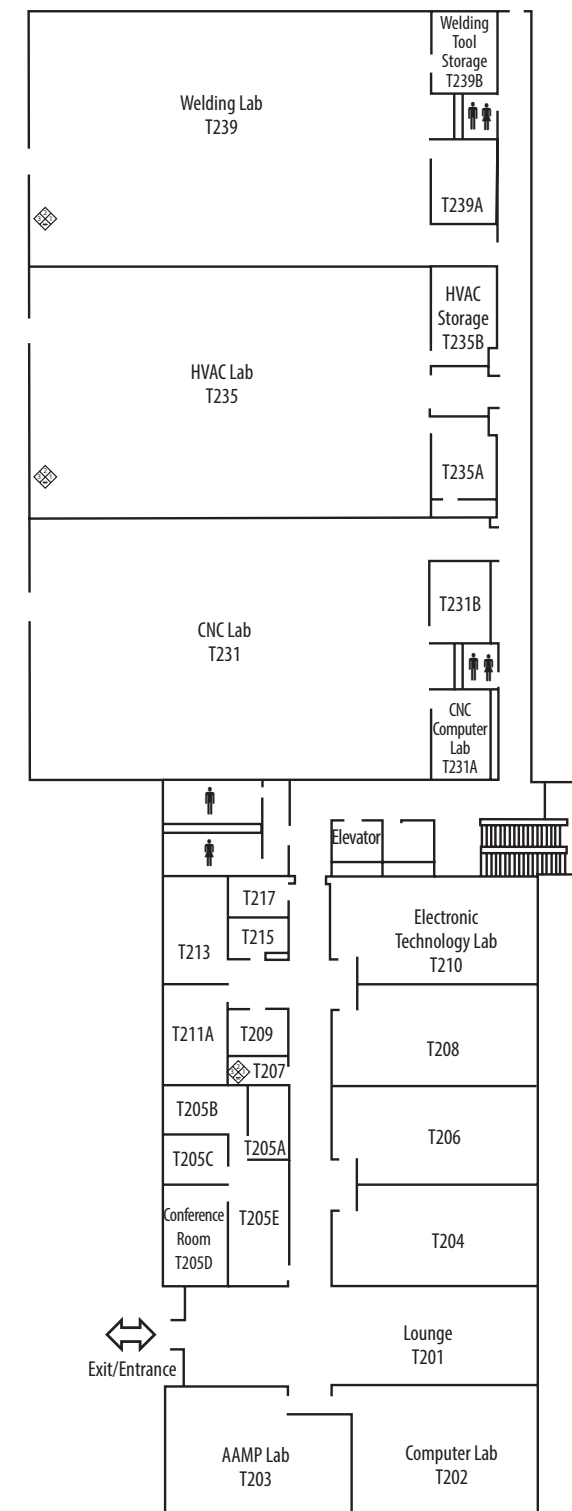 Welding
Tool
Storage
T239B
Welding Lab
T239
T239A
HVAC
Storage
T235B
HVAC Lab
T235
T235A
T231B
CNC Lab
T231
CNC
Computer
Lab
T231A
Elevator
T217
Electronic
Technology Lab
T210
T215
T213
T211A
T209
T208
T207
T205B
T206
T205A
T205C
Conference
Room
T205D
T205E
T204
Lounge
T201
Exit/Entrance
AAMP Lab
T203
Computer Lab
T202